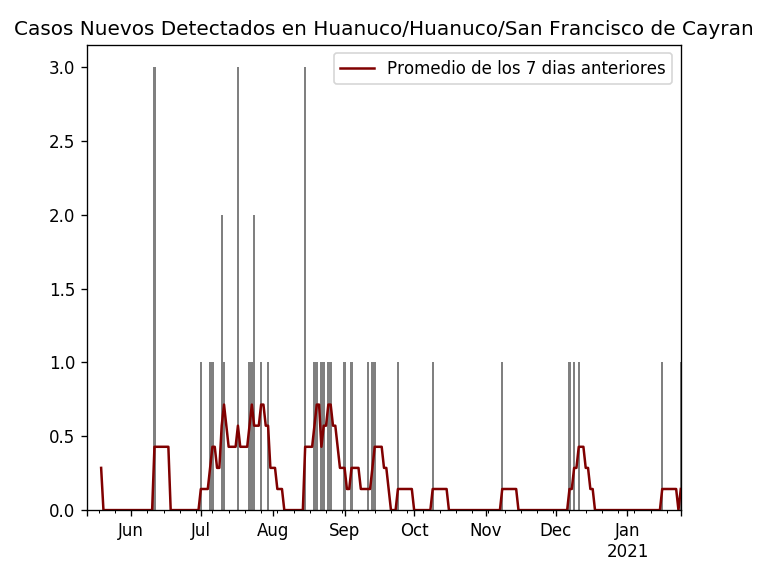 Casos Nuevos Detectados en Huanuco/Huanuco/San Francisco de Cayran
Promedio de los 7 dias anteriores
3.0
2.5
2.0
1.5
1.0
0.5
0.0
Jun Jul Aug Sep Oct Nov Dec Jan
2021